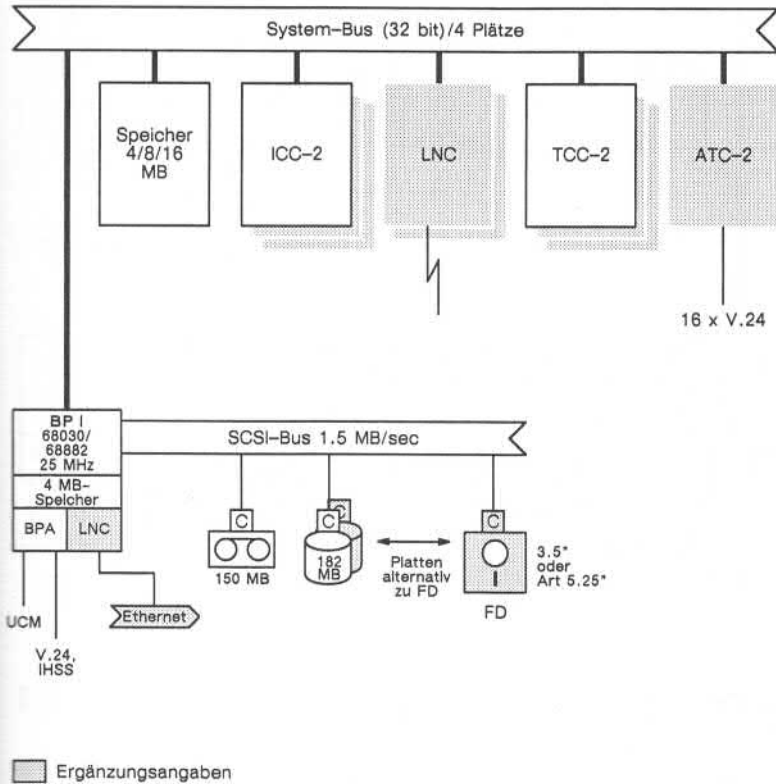 System–Bus (32 bit)/4 Plätze
Speicher
4/8/16
MB
ICC–2
LNC
TCC–2
ATC–2
16 x V.24
BP I
68030/
68882
25 MHz
4 MB–
Speicher
BPA
LNC
SCSI–Bus 1.5 MB/sec
C
150 MB
C
C
182
MB
Platten
alternativ
zu FD
C
FD
3.5"
oder
Art 5.25"
UCM
V.24,
IHSS
Ethernet
Ergänzungsangaben